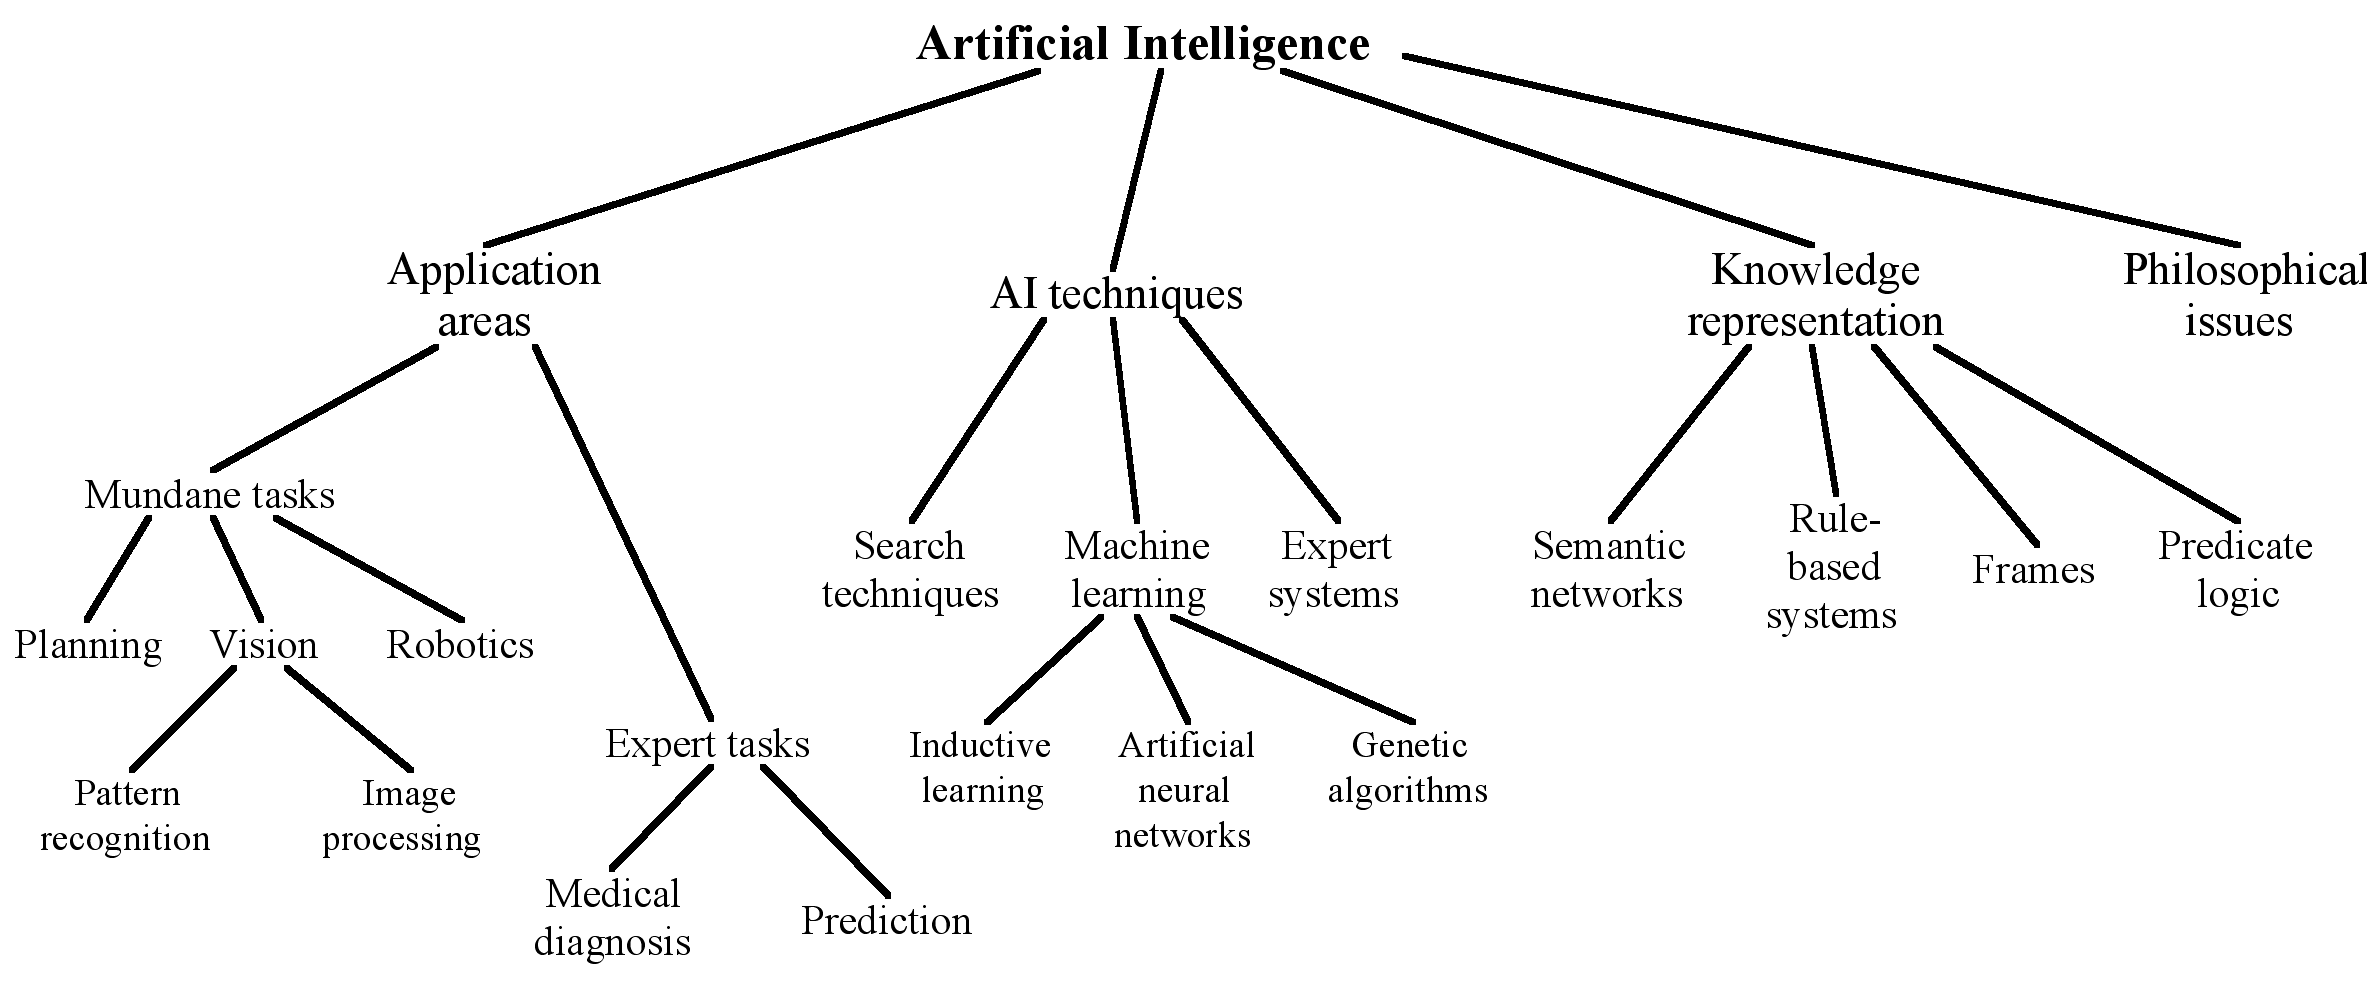 Artificial Intelligence
Application
areas
AI techniques
Knowledge
representation
Philosophical
issues
Mundane tasks
Planning
Vision
Robotics
Pattern
recognition
Image
processing
Expert tasks
Medical
diagnosis
Prediction
Search
techniques
Machine
learning
Expert
systems
Inductive
learning
Artificial
neural
networks
Genetic
algorithms
Semantic
networks
Rule-
based
systems
Frames
Predicate
logic